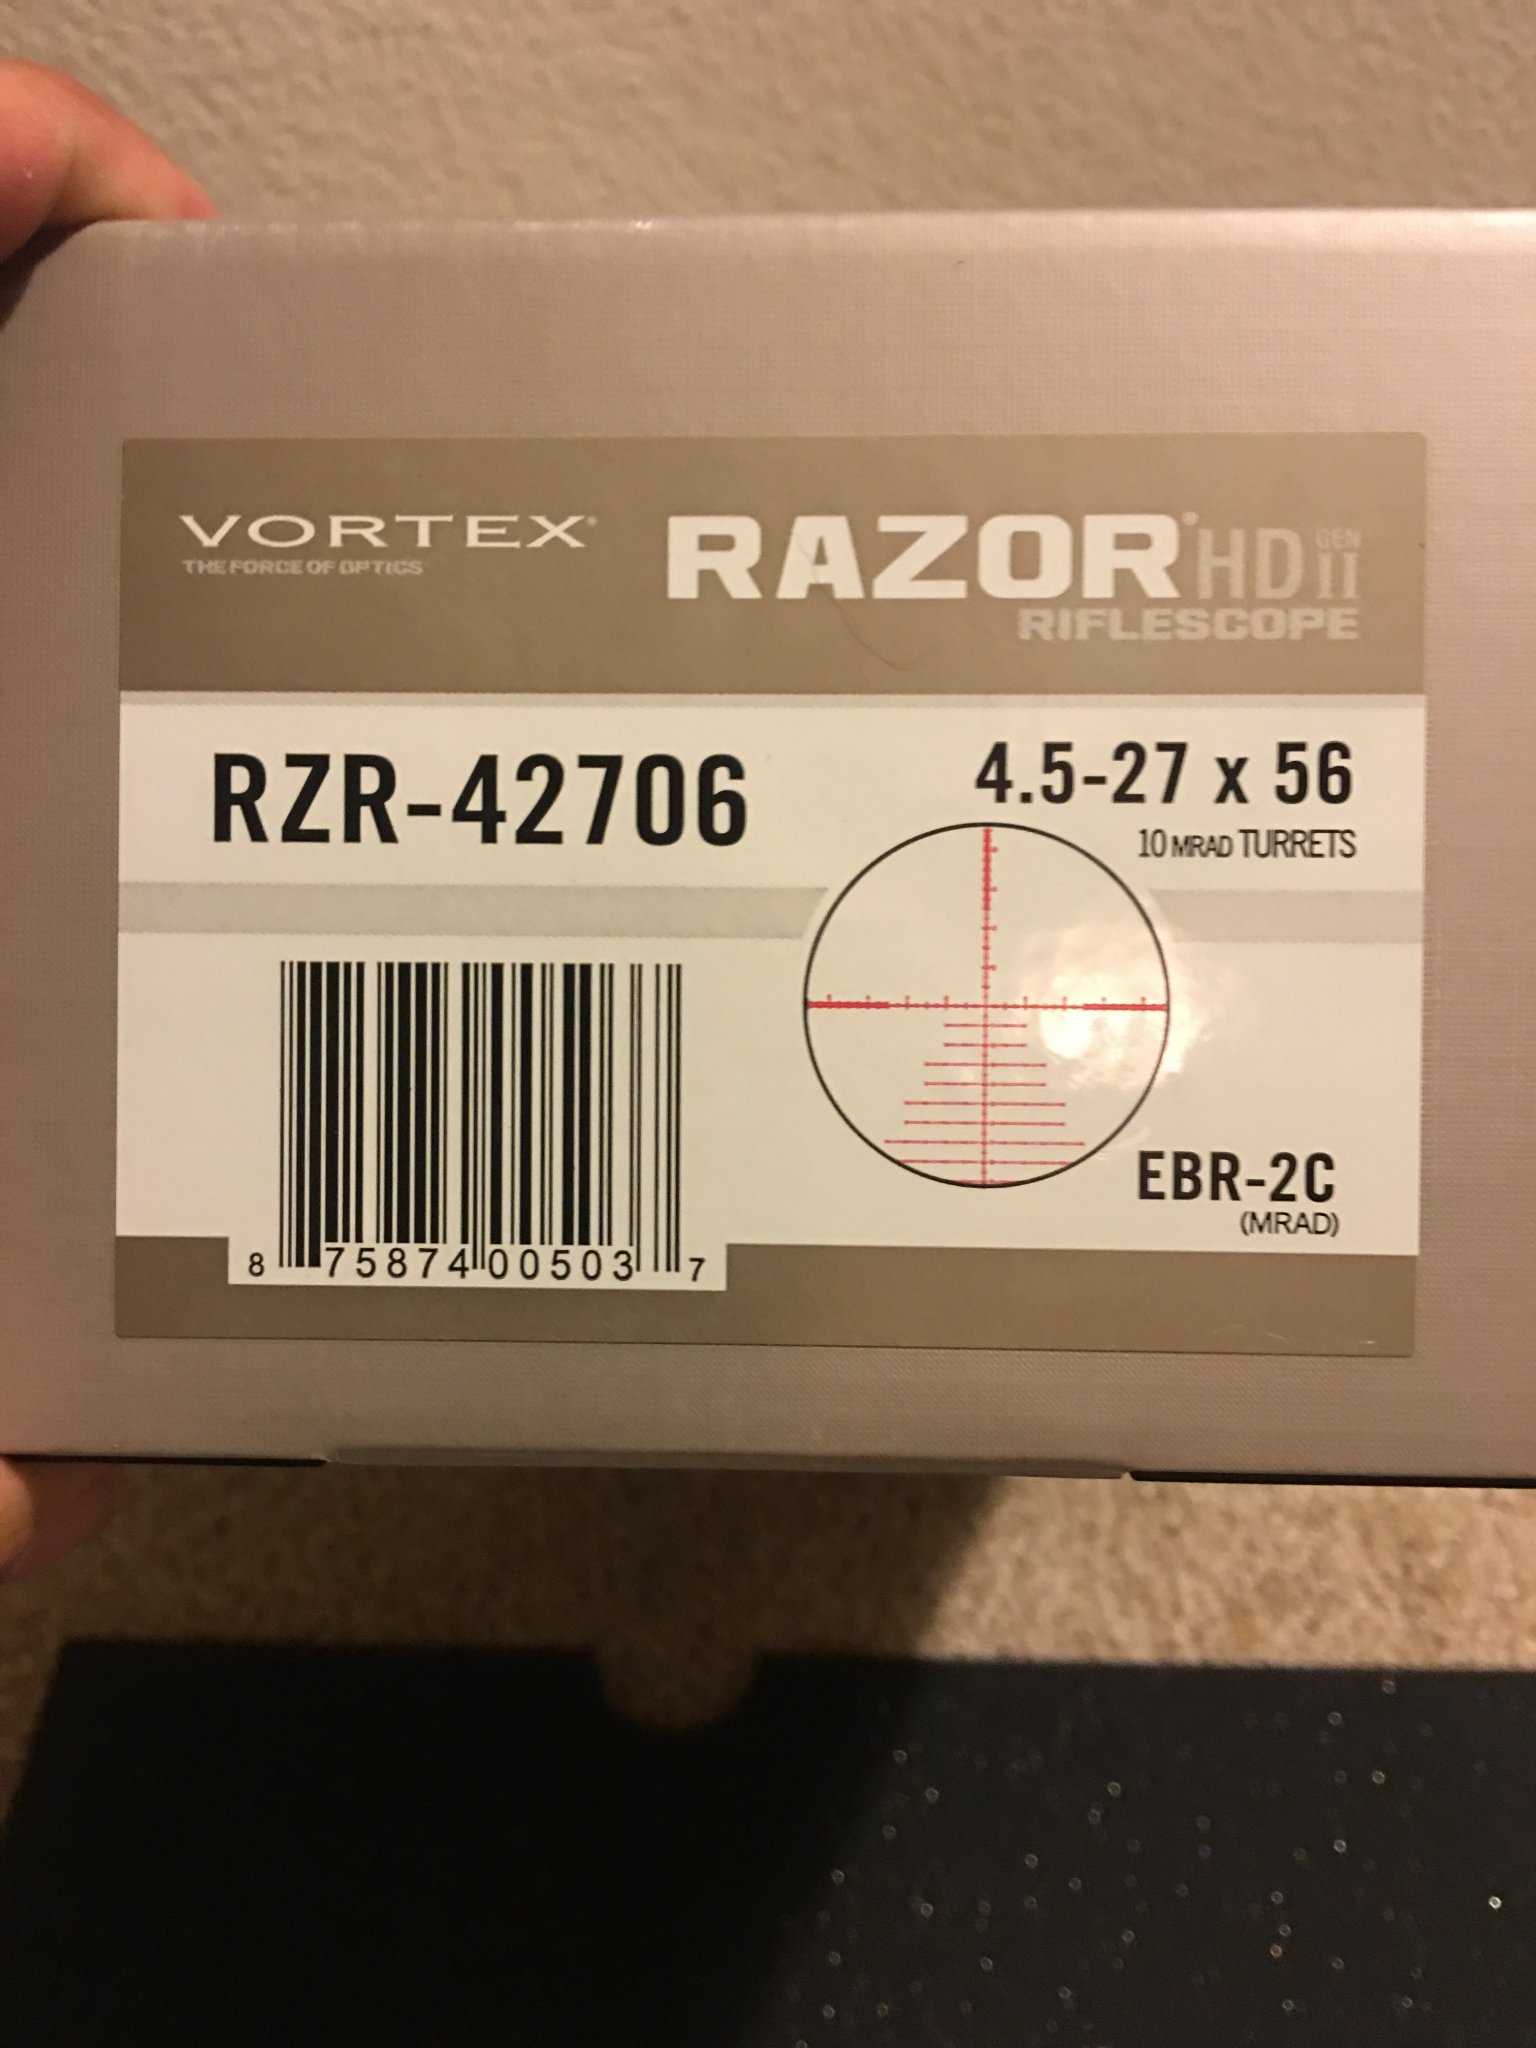 VORTEX®
THE FORCE OF OPTICS
RAZOR® HD GEN II
RIFLESCOPE
RZR-42706
4.5-27 x 56
10 MRAD TURRETS
EBR-2C
(MRAD)
8 75874 00503 7